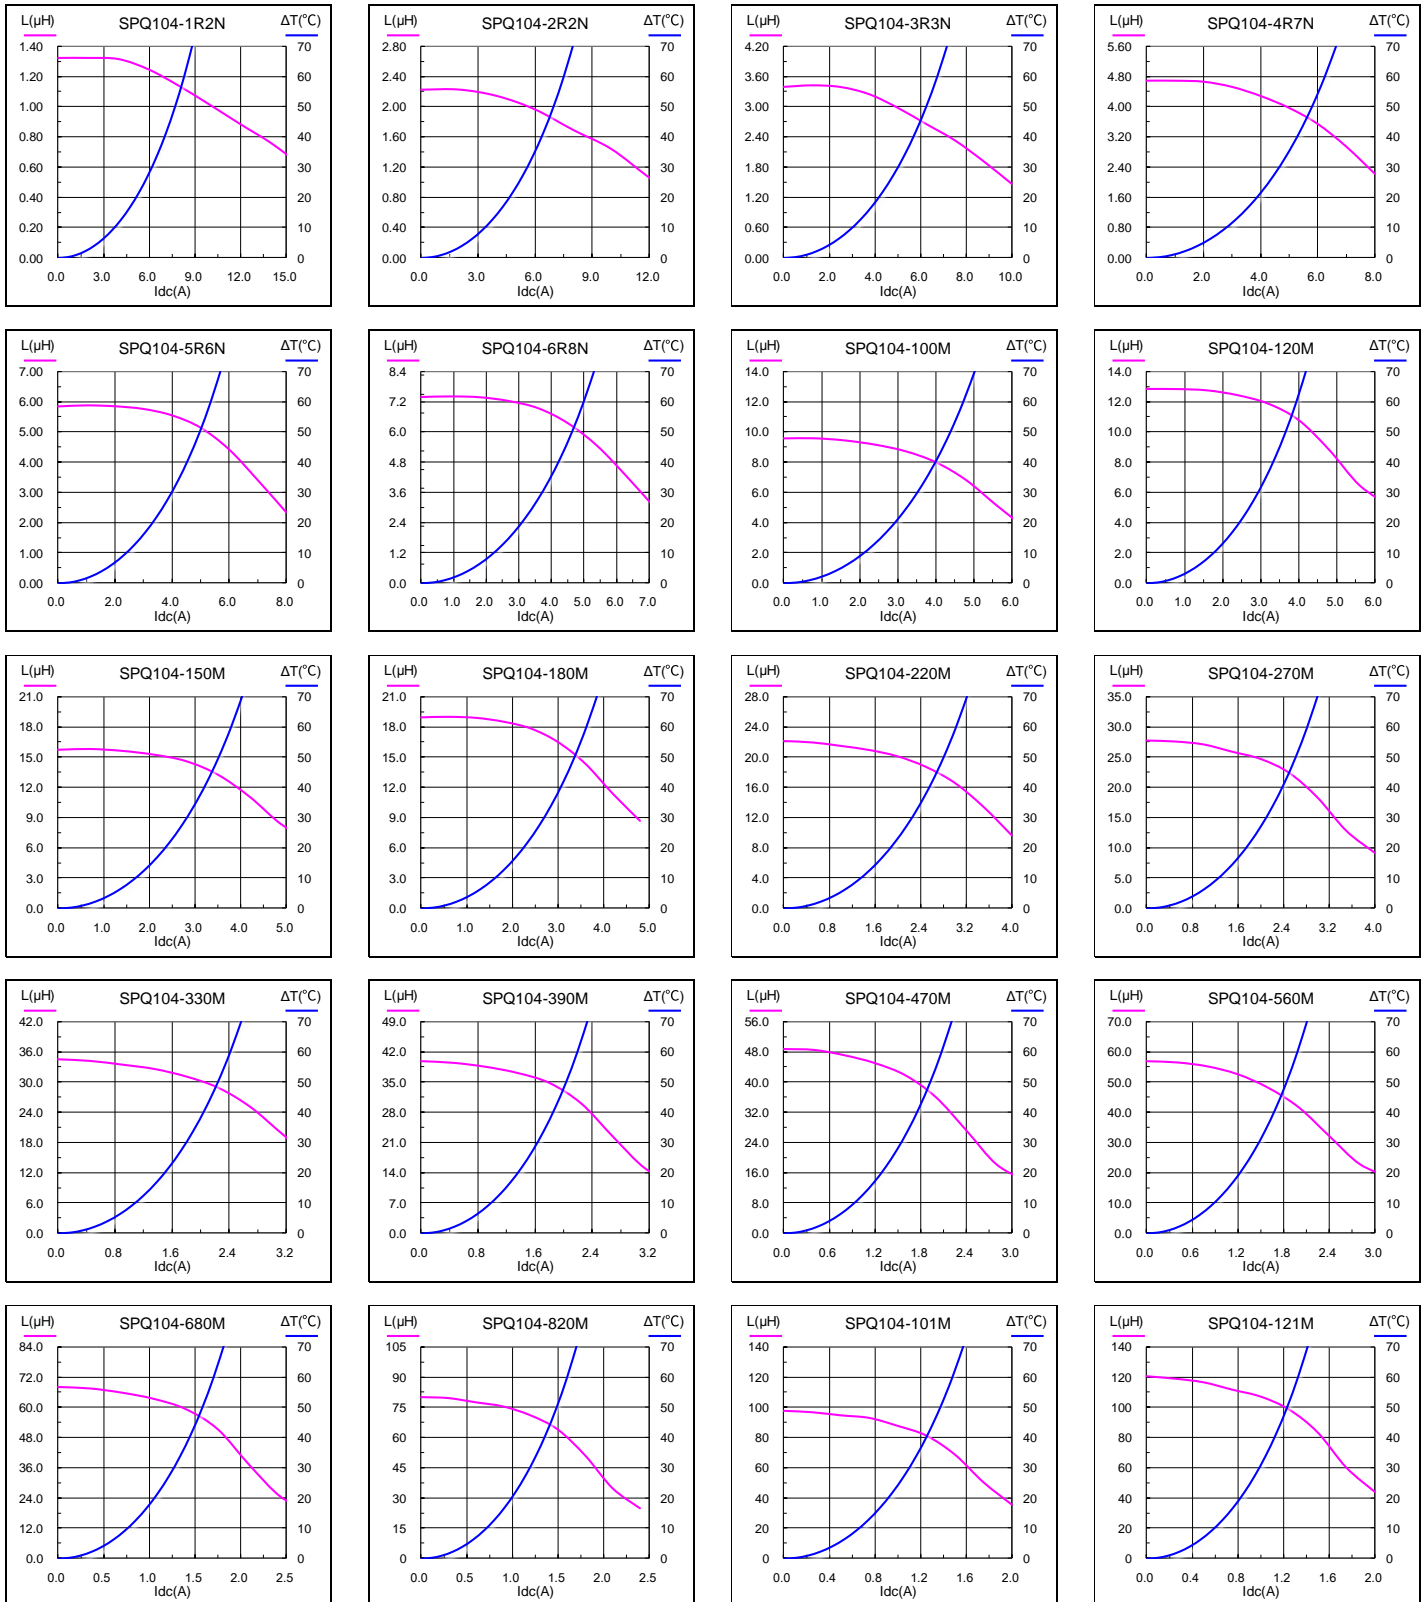 L(μH) SPQ104-1R2N ΔT(℃)
1.40 70
1.20 60
1.00 50
0.80 40
0.60 30
0.40 20
0.20 10
0.00 0
0.0 3.0 6.0 9.0 12.0 15.0
Idc(A)
L(μH) SPQ104-2R2N ΔT(℃)
2.80 70
2.40 60
2.00 50
1.60 40
1.20 30
0.80 20
0.40 10
0.00 0
0.0 3.0 6.0 9.0 12.0
Idc(A)
L(μH) SPQ104-3R3N ΔT(℃)
4.20 70
3.60 60
3.00 50
2.40 40
1.80 30
1.20 20
0.60 10
0.00 0
0.0 2.0 4.0 6.0 8.0 10.0
Idc(A)
L(μH) SPQ104-4R7N ΔT(℃)
5.60 70
4.80 60
4.00 50
3.20 40
2.40 30
1.60 20
0.80 10
0.00 0
0.0 2.0 4.0 6.0 8.0
Idc(A)
L(μH) SPQ104-5R6N ΔT(℃)
7.00 70
6.00 60
5.00 50
4.00 40
3.00 30
2.00 20
1.00 10
0.00 0
0.0 2.0 4.0 6.0 8.0
Idc(A)
L(μH) SPQ104-6R8N ΔT(℃)
8.4 70
7.2 60
6.0 50
4.8 40
3.6 30
2.4 20
1.2 10
0.0 0
0.0 1.0 2.0 3.0 4.0 5.0 6.0 7.0
Idc(A)
L(μH) SPQ104-100M ΔT(℃)
14.0 70
12.0 60
10.0 50
8.0 40
6.0 30
4.0 20
2.0 10
0.0 0
0.0 1.0 2.0 3.0 4.0 5.0 6.0
Idc(A)
L(μH) SPQ104-120M ΔT(℃)
14.0 70
12.0 60
10.0 50
8.0 40
6.0 30
4.0 20
2.0 10
0.0 0
0.0 1.0 2.0 3.0 4.0 5.0 6.0
Idc(A)
L(μH) SPQ104-150M ΔT(℃)
21.0 70
18.0 60
15.0 50
12.0 40
9.0 30
6.0 20
3.0 10
0.0 0
0.0 1.0 2.0 3.0 4.0 5.0
Idc(A)
L(μH) SPQ104-180M ΔT(℃)
21.0 70
18.0 60
15.0 50
12.0 40
9.0 30
6.0 20
3.0 10
0.0 0
0.0 1.0 2.0 3.0 4.0 5.0
Idc(A)
L(μH) SPQ104-220M ΔT(℃)
28.0 70
24.0 60
20.0 50
16.0 40
12.0 30
8.0 20
4.0 10
0.0 0
0.0 0.8 1.6 2.4 3.2 4.0
Idc(A)
L(μH) SPQ104-270M ΔT(℃)
35.0 70
30.0 60
25.0 50
20.0 40
15.0 30
10.0 20
5.0 10
0.0 0
0.0 0.8 1.6 2.4 3.2 4.0
Idc(A)
L(μH) SPQ104-330M ΔT(℃)
42.0 70
36.0 60
30.0 50
24.0 40
18.0 30
12.0 20
6.0 10
0.0 0
0.0 0.8 1.6 2.4 3.2
Idc(A)
L(μH) SPQ104-390M ΔT(℃)
49.0 70
42.0 60
35.0 50
28.0 40
21.0 30
14.0 20
7.0 10
0.0 0
0.0 0.8 1.6 2.4 3.2
Idc(A)
L(μH) SPQ104-470M ΔT(℃)
56.0 70
48.0 60
40.0 50
32.0 40
24.0 30
16.0 20
8.0 10
0.0 0
0.0 0.6 1.2 1.8 2.4 3.0
Idc(A)
L(μH) SPQ104-560M ΔT(℃)
70.0 70
60.0 60
50.0 50
40.0 40
30.0 30
20.0 20
10.0 10
0.0 0
0.0 0.6 1.2 1.8 2.4 3.0
Idc(A)
L(μH) SPQ104-680M ΔT(℃)
84.0 70
72.0 60
60.0 50
48.0 40
36.0 30
24.0 20
12.0 10
0.0 0
0.0 0.5 1.0 1.5 2.0 2.5
Idc(A)
L(μH) SPQ104-820M ΔT(℃)
105 70
90 60
75 50
60 40
45 30
30 20
15 10
0 0
0.0 0.5 1.0 1.5 2.0 2.5
Idc(A)
L(μH) SPQ104-101M ΔT(℃)
140 70
120 60
100 50
80 40
60 30
40 20
20 10
0 0
0.0 0.4 0.8 1.2 1.6 2.0
Idc(A)
L(μH) SPQ104-121M ΔT(℃)
140 70
120 60
100 50
80 40
60 30
40 20
20 10
0 0
0.0 0.4 0.8 1.2 1.6 2.0
Idc(A)